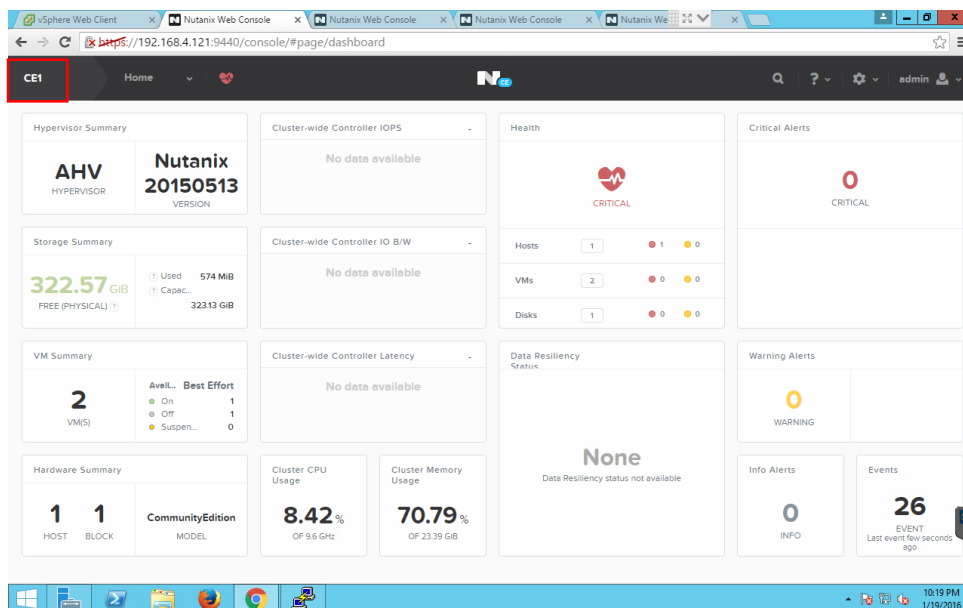 vSphere Web Client
Nutanix Web Console
Nutanix Web Console
Nutanix Web Console
Nutanix We
https://192.168.4.121:9440/console/#page/dashboard
CE1
Home
N CE
?
admin
Hypervisor Summary
AHV
HYPERVISOR
Nutanix
20150513
VERSION
Cluster-wide Controller IOPS -
No data available
Health
CRITICAL
Hosts 1 1 0
VMs 2 0 0
Disks 1 0 0
Critical Alerts
0
CRITICAL
Storage Summary
322.57 GiB
FREE (PHYSICAL) ?
? Used 574 MiB
? Capac...
323.13 GiB
Cluster-wide Controller IO B/W -
No data available
VM Summary
2
VM(S)
Avail... Best Effort
On 1
Off 1
Suspen... 0
Cluster-wide Controller Latency -
No data available
Data Resiliency
Status
None
Data Resiliency status not available
Warning Alerts
0
WARNING
Hardware Summary
1
HOST
1
BLOCK
CommunityEdition
MODEL
Cluster CPU
Usage
8.42 %
OF 9.6 GHz
Cluster Memory
Usage
70.79 %
OF 23.39 GiB
Info Alerts
0
INFO
Events
26
EVENT
Last event few seconds
ago
10:19 PM
1/19/2016